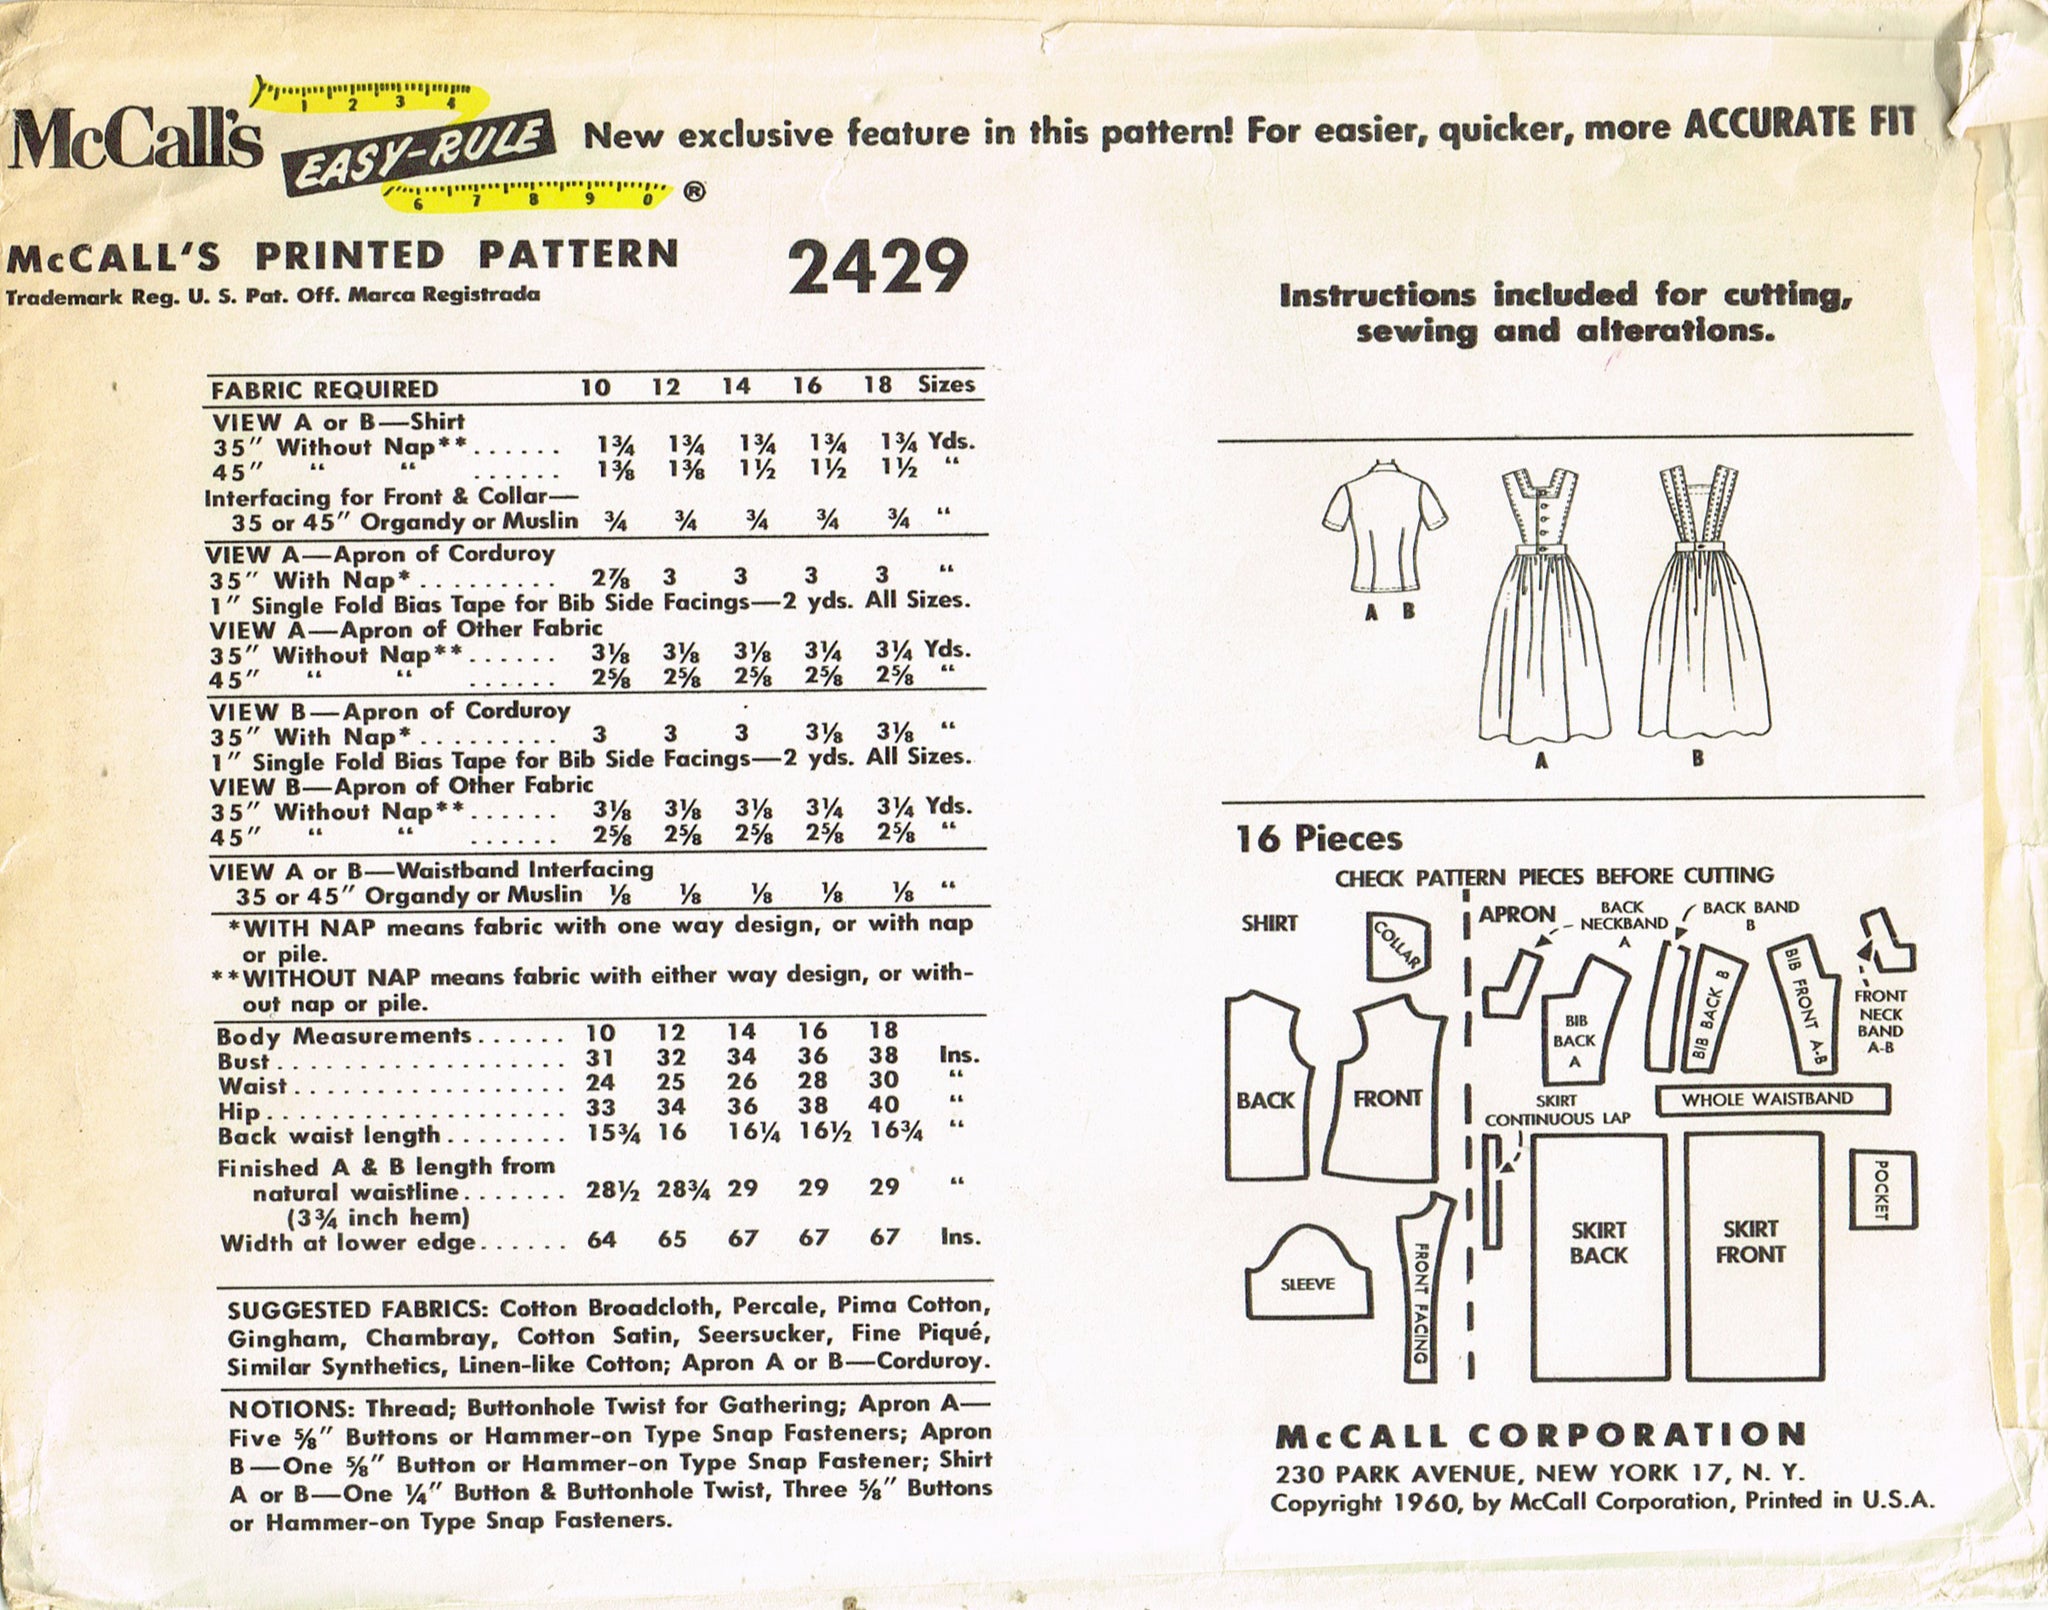 McCall's EASY-RULE ® New exclusive feature in this pattern! For easier, quicker, more ACCURATE FIT
1 2 3 4
6 7 8 9 0
McCALL'S PRINTED PATTERN 2429
Trademark Reg. U. S. Pat. Off. Marca Registrada
FABRIC REQUIRED 10 12 14 16 18 Sizes
VIEW A or B—Shirt
35" Without Nap**...... 1¾ 1¾ 1¾ 1¾ 1¾ Yds.
45" “ “ ...... 1⅜ 1⅜ 1½ 1½ 1½ “
Interfacing for Front & Collar—
35 or 45" Organdy or Muslin ¾ ¾ ¾ ¾ ¾ “
VIEW A—Apron of Corduroy
35" With Nap*......... 2⅞ 3 3 3 3 “
1" Single Fold Bias Tape for Bib Side Facings—2 yds. All Sizes.
VIEW A—Apron of Other Fabric
35" Without Nap**...... 3⅛ 3⅛ 3⅛ 3¼ 3¼ Yds.
45" “ “ ...... 2⅝ 2⅝ 2⅝ 2⅝ 2⅝ “
VIEW B—Apron of Corduroy
35" With Nap*......... 3 3 3 3⅛ 3⅛ “
1" Single Fold Bias Tape for Bib Side Facings—2 yds. All Sizes.
VIEW B—Apron of Other Fabric
35" Without Nap**...... 3⅛ 3⅛ 3⅛ 3¼ 3¼ Yds.
45" “ “ ...... 2⅝ 2⅝ 2⅝ 2⅝ 2⅝ “
VIEW A or B—Waistband Interfacing
35 or 45" Organdy or Muslin ⅛ ⅛ ⅛ ⅛ ⅛ “
*WITH NAP means fabric with one way design, or with nap
or pile.
**WITHOUT NAP means fabric with either way design, or with-
out nap or pile.
Body Measurements...... 10 12 14 16 18
Bust................... 31 32 34 36 38 Ins.
Waist.................. 24 25 26 28 30 “
Hip.................... 33 34 36 38 40 “
Back waist length........ 15¾ 16 16¼ 16½ 16¾ “
Finished A & B length from
natural waistline....... 28½ 28¾ 29 29 29 “
(3¾ inch hem)
Width at lower edge...... 64 65 67 67 67 Ins.
SUGGESTED FABRICS: Cotton Broadcloth, Percale, Pima Cotton,
Gingham, Chambray, Cotton Satin, Seersucker, Fine Piqué,
Similar Synthetics, Linen-like Cotton; Apron A or B—Corduroy.
NOTIONS: Thread; Buttonhole Twist for Gathering; Apron A—
Five ⅝" Buttons or Hammer-on Type Snap Fasteners; Apron
B—One ⅝" Button or Hammer-on Type Snap Fastener; Shirt
A or B—One ¼" Button & Buttonhole Twist, Three ⅝" Buttons
or Hammer-on Type Snap Fasteners.
Instructions included for cutting,
sewing and alterations.
A B
A
B
16 Pieces
CHECK PATTERN PIECES BEFORE CUTTING
SHIRT
COLLAR
BACK
FRONT
SLEEVE
FRONT FACING
APRON
BACK
NECKBAND
A
BACK BAND
B
BIB
BACK
A
BIB BACK B
BIB FRONT A-B
FRONT
NECK
BAND
A-B
SKIRT
CONTINUOUS LAP
WHOLE WAISTBAND
SKIRT
BACK
SKIRT
FRONT
POCKET
McCALL CORPORATION
230 PARK AVENUE, NEW YORK 17, N. Y.
Copyright 1960, by McCall Corporation, Printed in U.S.A.